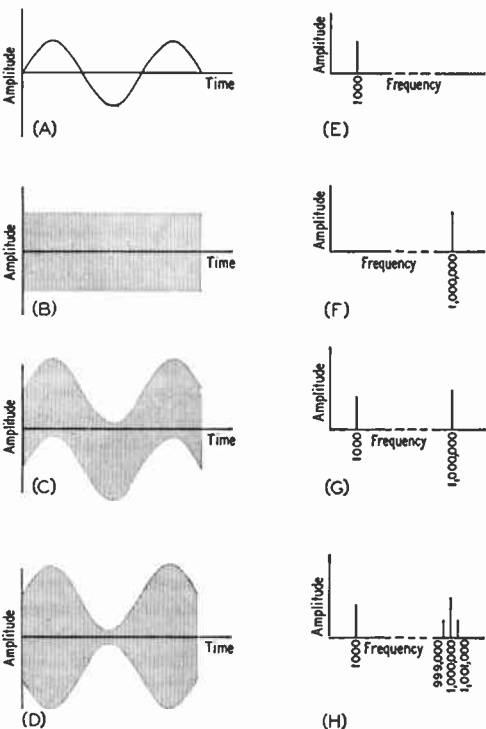 Amplitude
Time
(A)
Amplitude
1000
Frequency
(E)
Amplitude
Time
(B)
Amplitude
Frequency
1,000,000
(F)
Amplitude
Time
(C)
Amplitude
1000
Frequency
1,000,000
(G)
Amplitude
Time
(D)
Amplitude
1000
Frequency
999,000
1,000,000
1,001,000
(H)